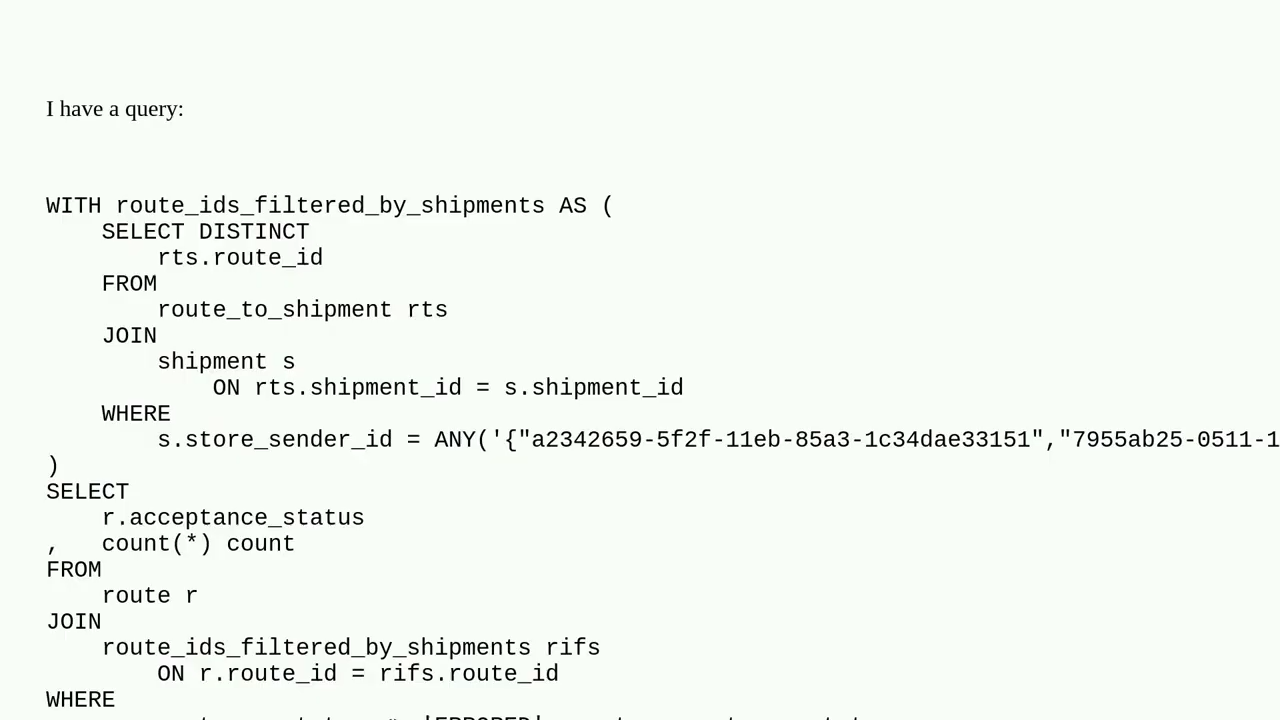 I have a query:
WITH route_ids_filtered_by_shipments AS (
    SELECT DISTINCT
        rts.route_id
    FROM
        route_to_shipment rts
    JOIN
        shipment s
            ON rts.shipment_id = s.shipment_id
    WHERE
        s.store_sender_id = ANY('{"a2342659-5f2f-11eb-85a3-1c34dae33151","7955ab25-0511-1
)
SELECT
    r.acceptance_status
,   count(*) count
FROM
    route r
JOIN
    route_ids_filtered_by_shipments rifs
        ON r.route_id = rifs.route_id
WHERE